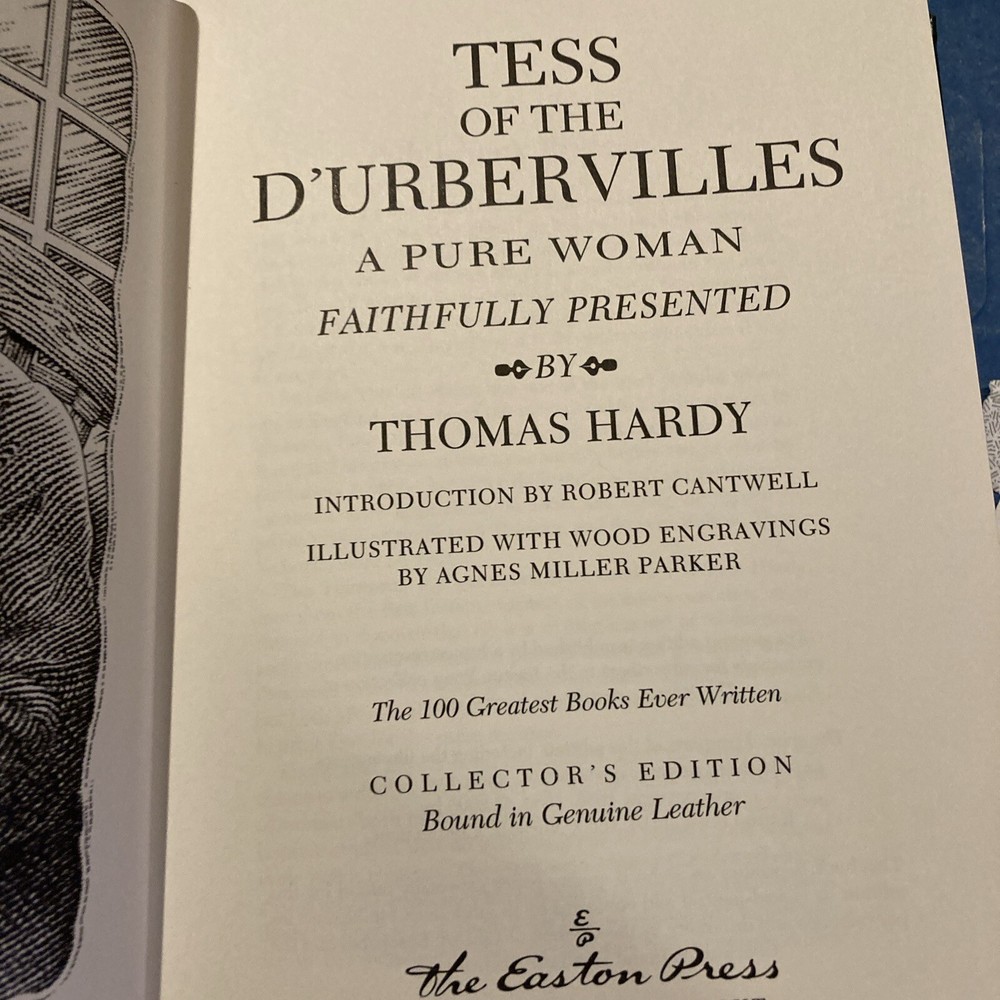 TESS
OF THE
D'URBERVILLES
A PURE WOMAN
FAITHFULLY PRESENTED
BY
THOMAS HARDY
INTRODUCTION BY ROBERT CANTWELL
ILLUSTRATED WITH WOOD ENGRAVINGS
BY AGNES MILLER PARKER
The 100 Greatest Books Ever Written
COLLECTOR'S EDITION
Bound in Genuine Leather
E
P
The Easton Press